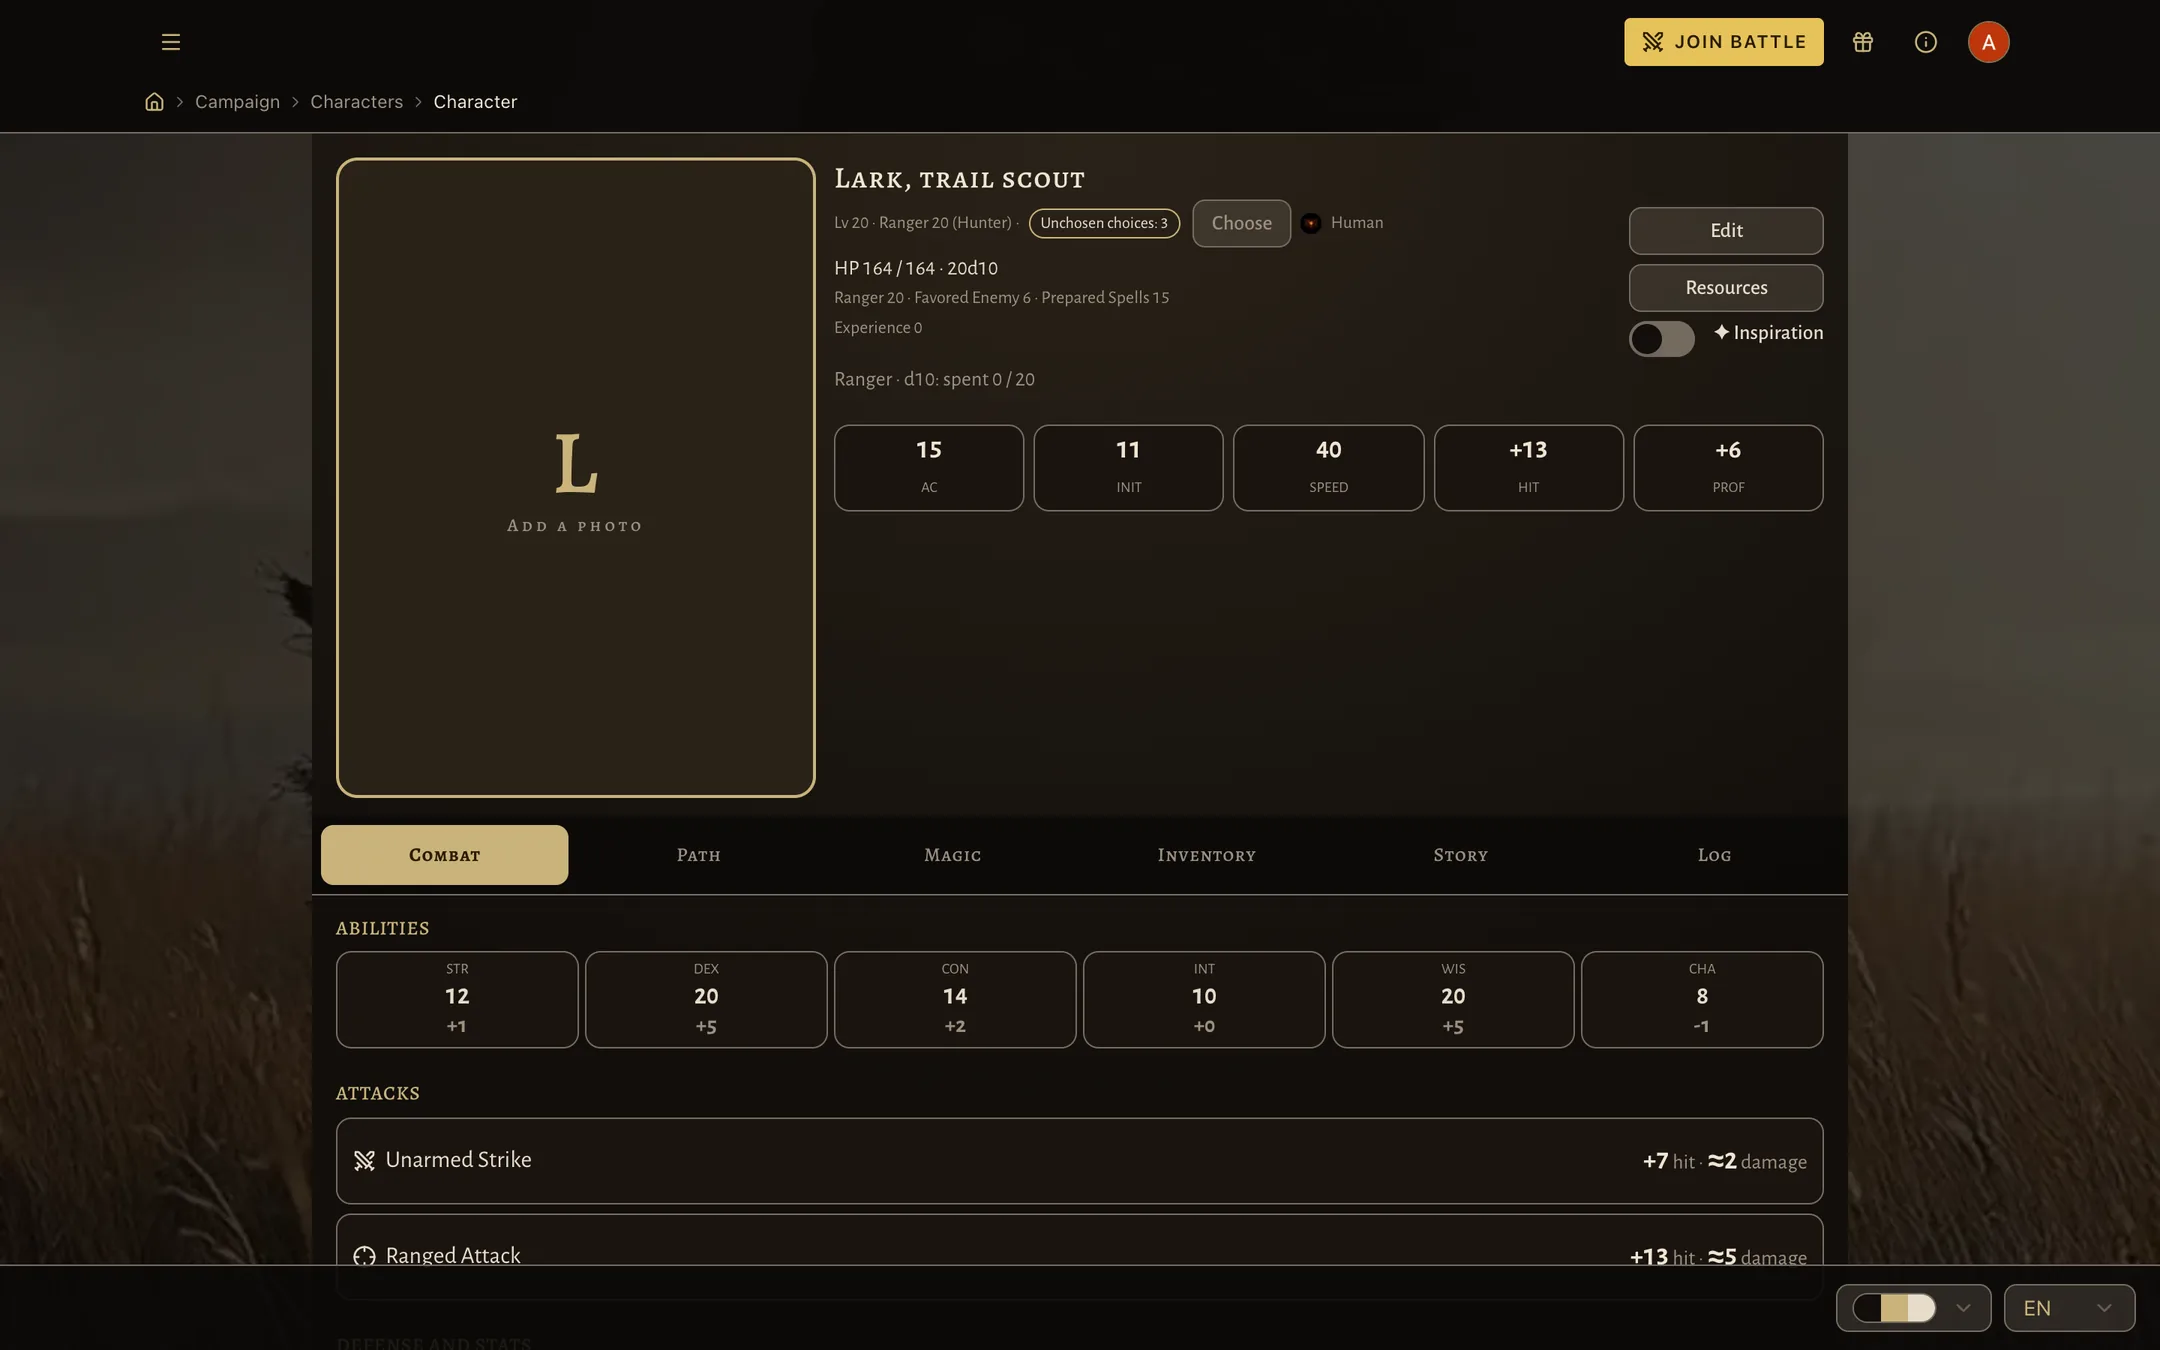 JOIN BATTLE
A
Campaign > Characters > Character
Lark, trail scout
Lv 20 · Ranger 20 (Hunter) · Unchosen choices: 3 Choose Human
Edit
HP 164 / 164 · 20d10
Resources
Ranger 20 · Favored Enemy 6 · Prepared Spells 15
Experience 0
Inspiration
Ranger · d10: spent 0 / 20
15 11 40 +13 +6
AC INIT SPEED HIT PROF
L
Add a photo
Combat Path Magic Inventory Story Log
ABILITIES
STR DEX CON INT WIS CHA
12 20 14 10 20 8
+1 +5 +2 +0 +5 -1
ATTACKS
Unarmed Strike +7 hit · ≈2 damage
Ranged Attack +13 hit · ≈5 damage
EN
DEFENSE AND STATS